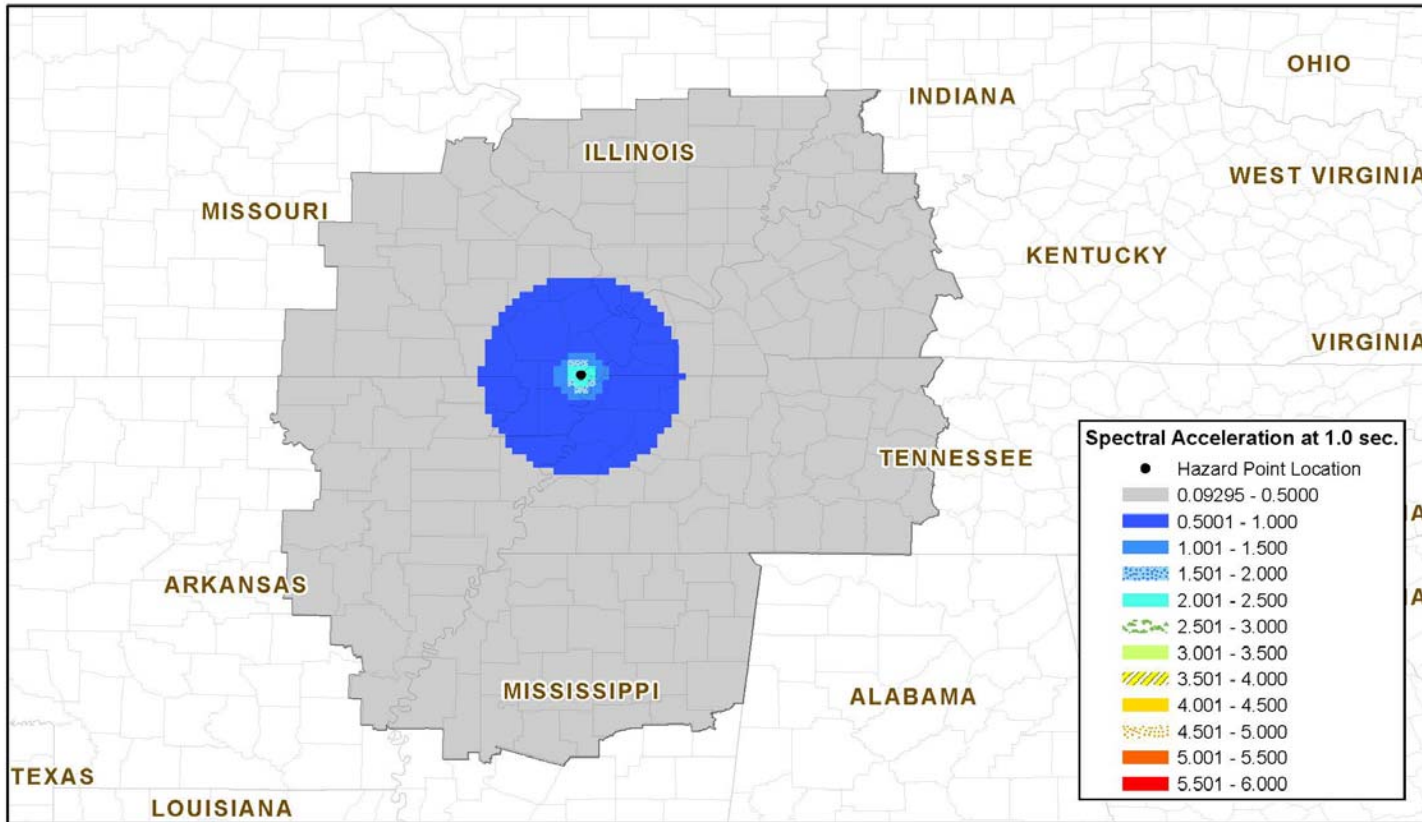 OHIO
INDIANA
ILLINOIS
WEST VIRGINIA
MISSOURI
KENTUCKY
VIRGINIA
TENNESSEE
ARKANSAS
MISSISSIPPI
ALABAMA
TEXAS
LOUISIANA
Spectral Acceleration at 1.0 sec.
Hazard Point Location
0.09295 - 0.5000
0.5001 - 1.000
1.001 - 1.500
1.501 - 2.000
2.001 - 2.500
2.501 - 3.000
3.001 - 3.500
3.501 - 4.000
4.001 - 4.500
4.501 - 5.000
5.001 - 5.500
5.501 - 6.000